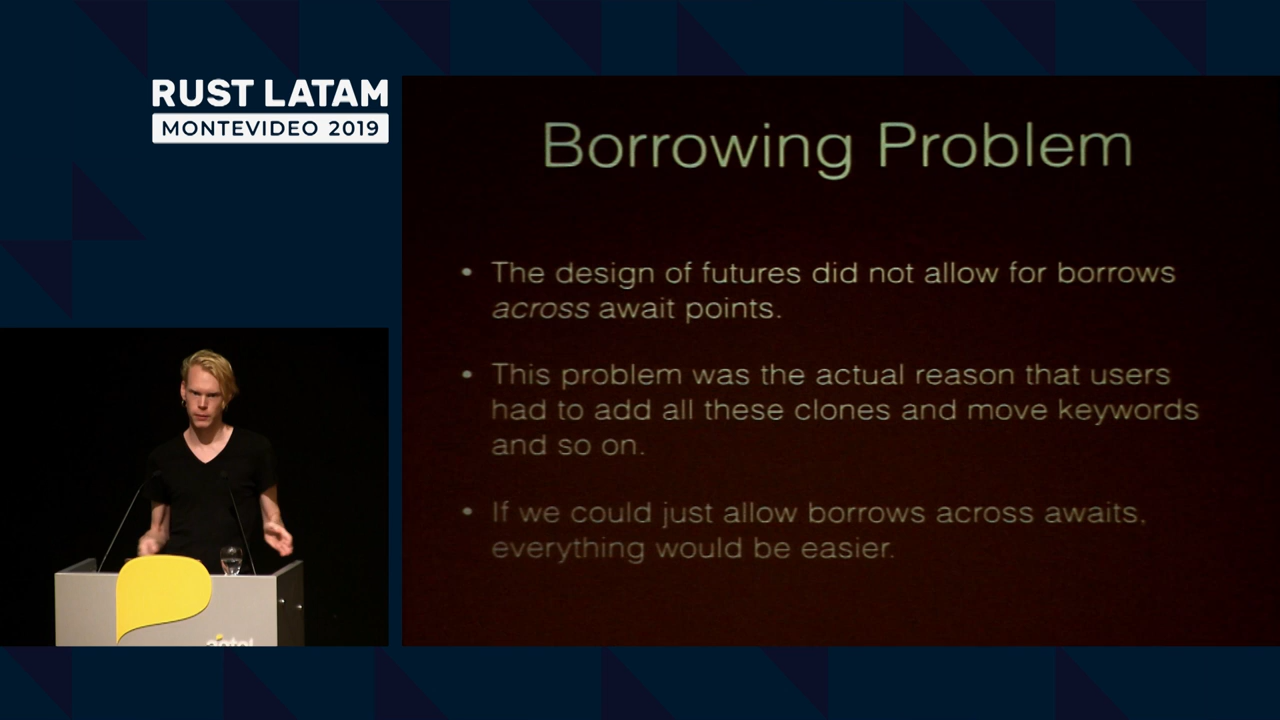 RUST LATAM
MONTEVIDEO 2019
Borrowing Problem
• The design of futures did not allow for borrows
across await points.
• This problem was the actual reason that users
had to add all these clones and move keywords
and so on.
• If we could just allow borrows across awaits,
everything would be easier.